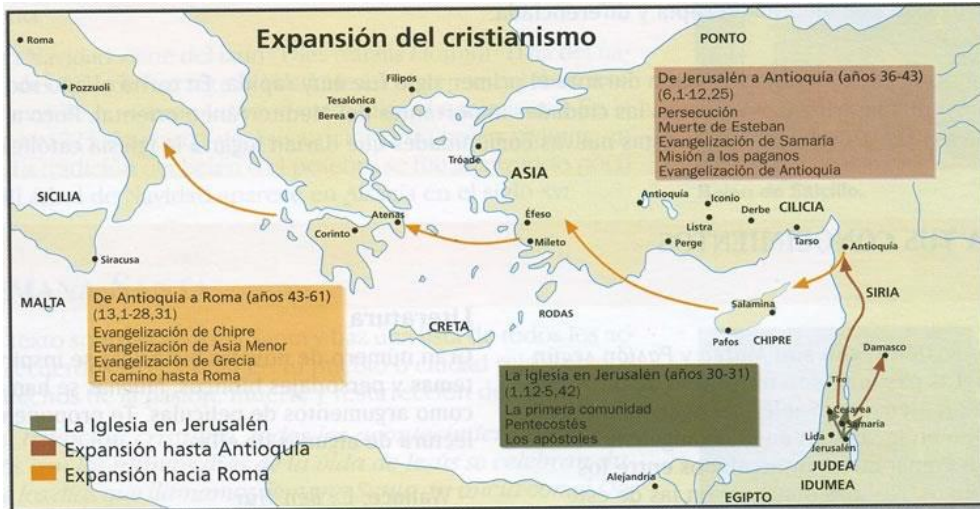 Expansión del cristianismo
Roma
Pozzuoli
SICILIA
Siracusa
MALTA
Filipos
Tesalónica
Berea
Tróade
ASIA
PONTO
Atenas
Corinto
Éfeso
Mileto
CRETA
RODAS
Antioquía
Iconio
Listra
Derbe
Perge
CILICIA
Tarso
Antioquía
SIRIA
Salamina
Pafos
CHIPRE
Damasco
Tiro
Cesarea
Samaria
Lida
Jerusalén
JUDEA
IDUMEA
Alejandría
EGIPTO
De Jerusalén a Antioquía (años 36-43)
(6,1-12,25)
Persecución
Muerte de Esteban
Evangelización de Samaría
Misión a los paganos
Evangelización de Antioquía
De Antioquía a Roma (años 43-61)
(13,1-28,31)
Evangelización de Chipre
Evangelización de Asia Menor
Evangelización de Grecia
El camino hasta Roma
La iglesia en Jerusalén (años 30-31)
(1,12-5,42)
La primera comunidad
Pentecostés
Los apóstoles
La Iglesia en Jerusalén
Expansión hasta Antioquía
Expansión hacia Roma